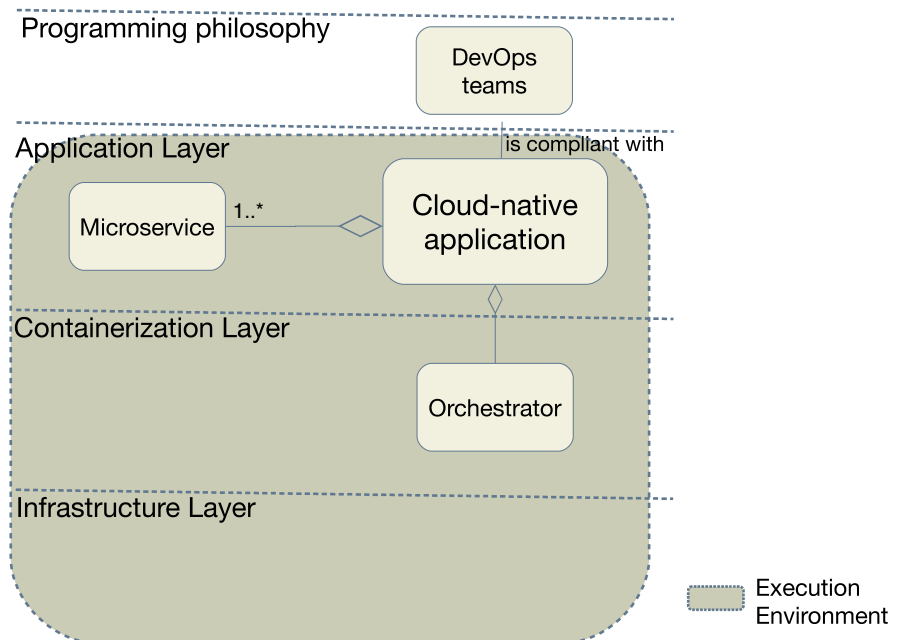 Programming philosophy
DevOps
teams
Application Layer
is compliant with
Microservice
1..*
Cloud-native
application
Containerization Layer
Orchestrator
Infrastructure Layer
Execution
Environment